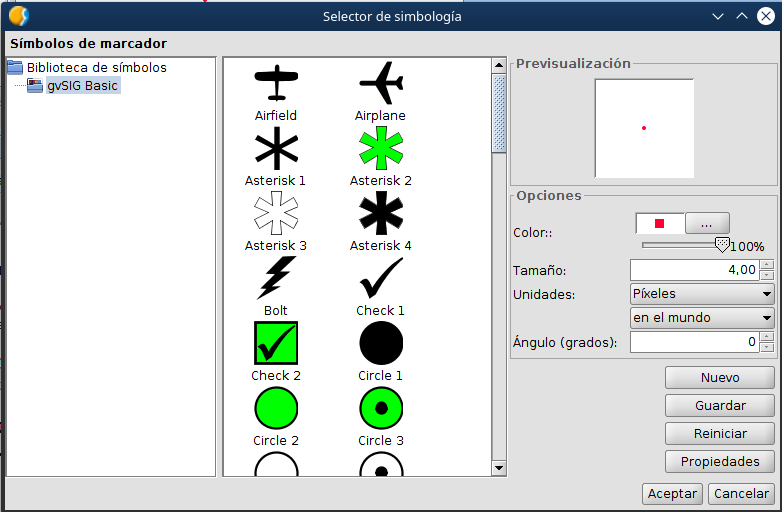 Selector de simbología
Símbolos de marcador
Biblioteca de símbolos
gvSIG Basic
Airfield
Airplane
Asterisk 1
Asterisk 2
Asterisk 3
Asterisk 4
Bolt
Check 1
Check 2
Circle 1
Circle 2
Circle 3
Previsualización
Opciones
Color::
...
100%
Tamaño:
4,00
Unidades:
Píxeles
en el mundo
Ángulo (grados):
0
Nuevo
Guardar
Reiniciar
Propiedades
Aceptar
Cancelar